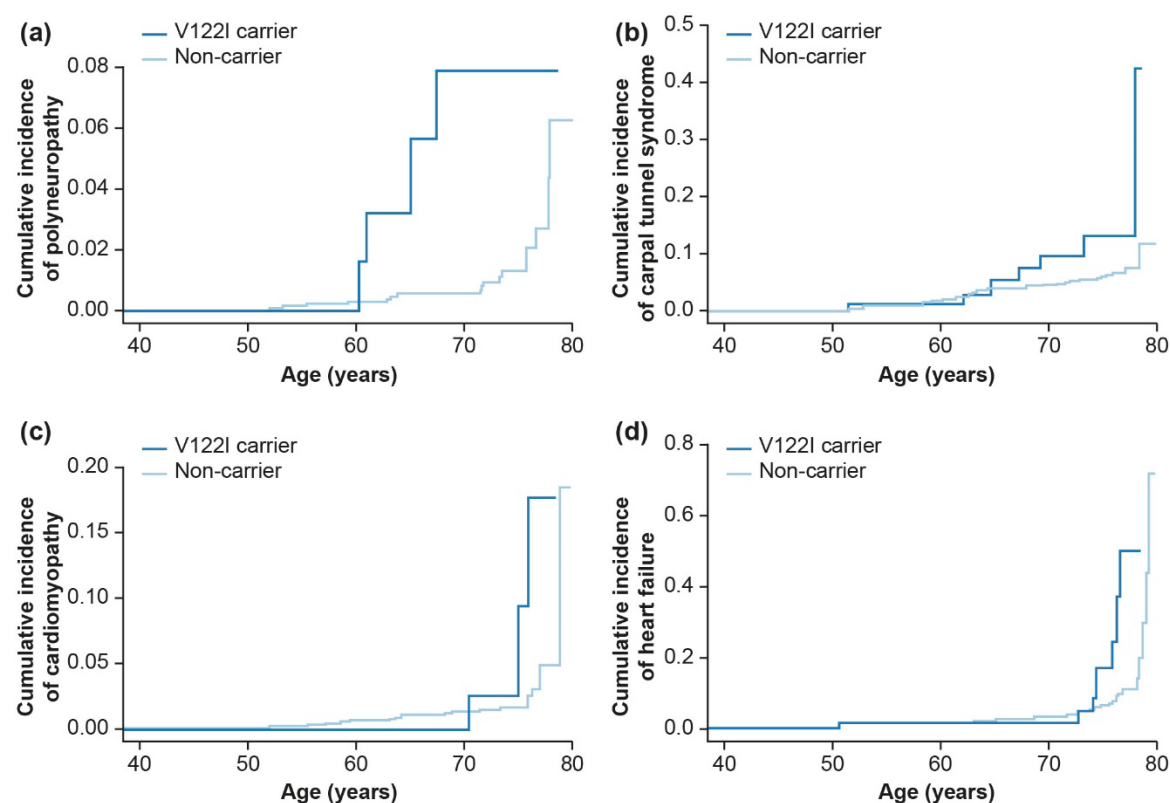 (a)
V122I carrier
Non-carrier
Cumulative incidence
of polyneuropathy
0.08
0.06
0.04
0.02
0.00
40 50 60 70 80
Age (years)
(b)
V122I carrier
Non-carrier
Cumulative incidence
of carpal tunnel syndrome
0.5
0.4
0.3
0.2
0.1
0.0
40 50 60 70 80
Age (years)
(c)
V122I carrier
Non-carrier
Cumulative incidence
of cardiomyopathy
0.20
0.15
0.10
0.05
0.00
40 50 60 70 80
Age (years)
(d)
V122I carrier
Non-carrier
Cumulative incidence
of heart failure
0.8
0.6
0.4
0.2
0.0
40 50 60 70 80
Age (years)